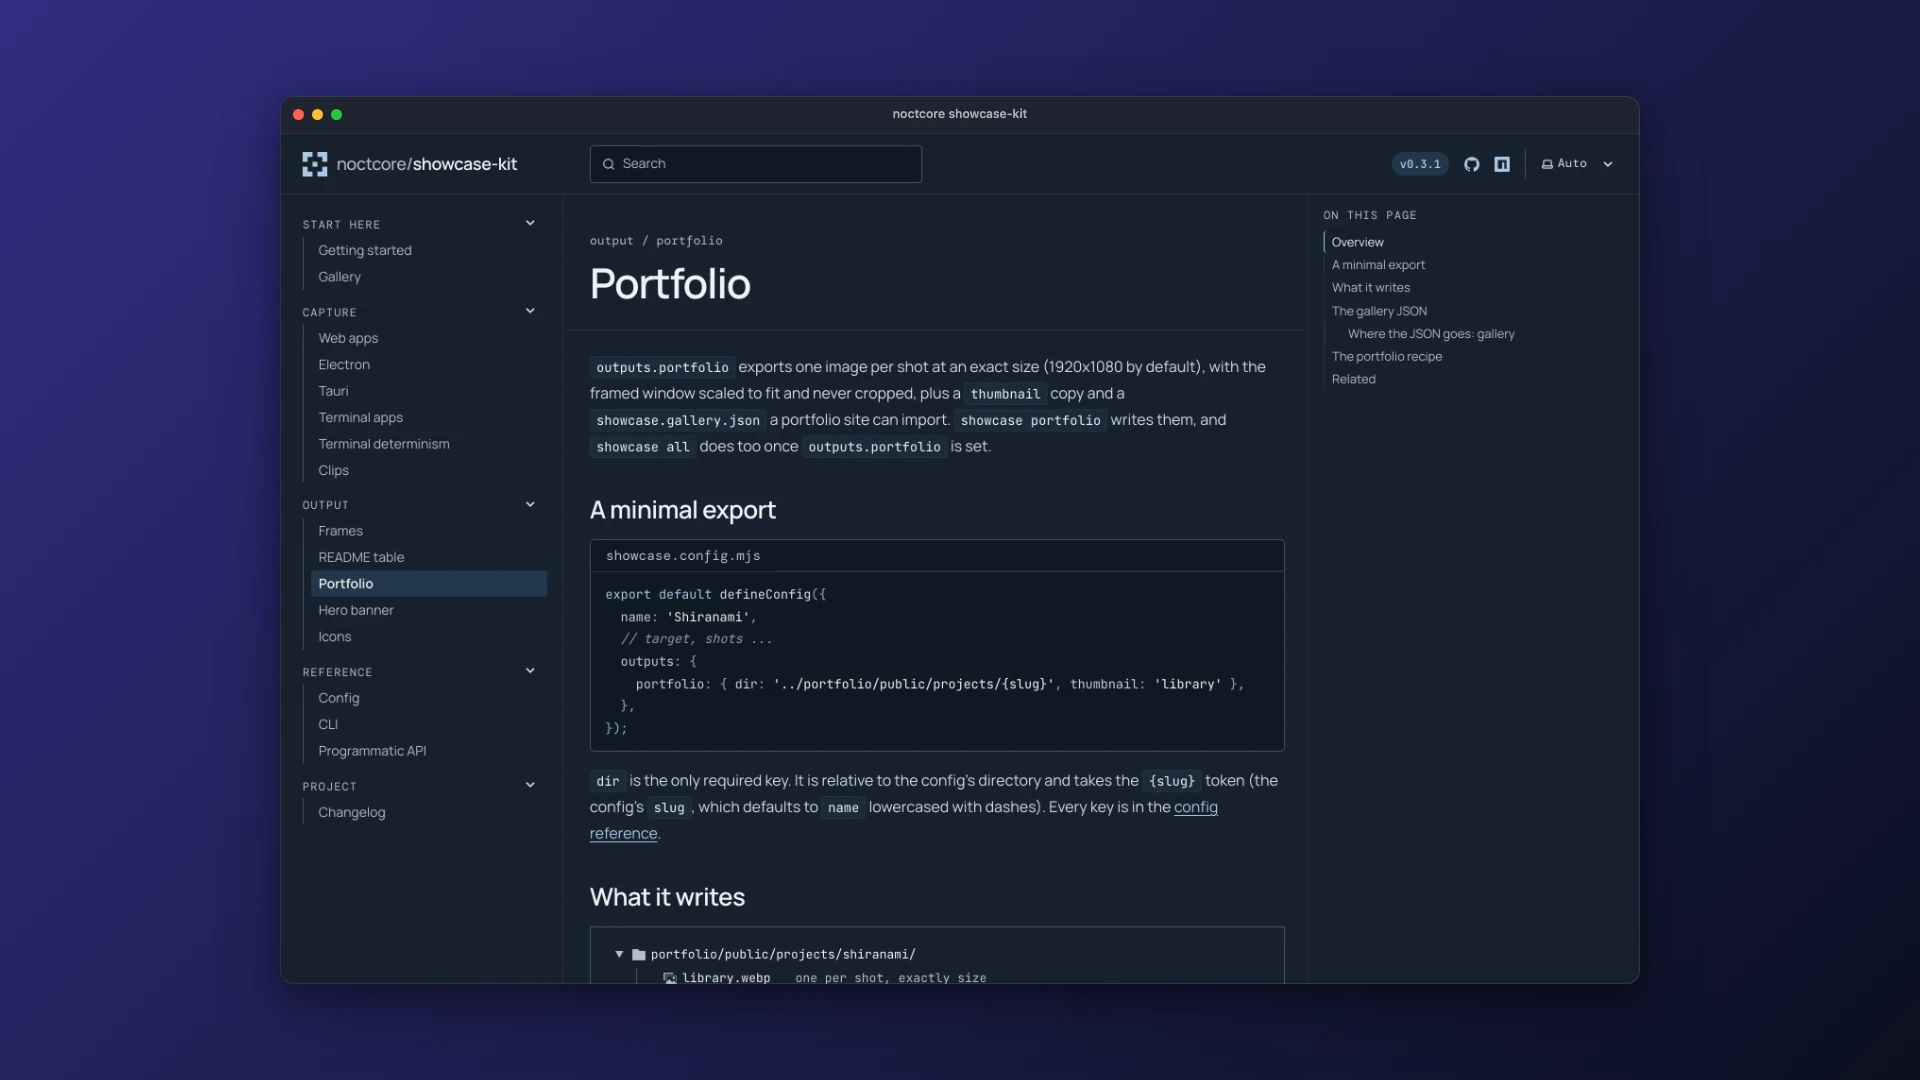 noctcore showcase-kit
noctcore/showcase-kit
Search
v0.3.1
Auto
START HERE
Getting started
Gallery
CAPTURE
Web apps
Electron
Tauri
Terminal apps
Terminal determinism
Clips
OUTPUT
Frames
README table
Portfolio
Hero banner
Icons
REFERENCE
Config
CLI
Programmatic API
PROJECT
Changelog
output / portfolio
Portfolio
outputs.portfolio exports one image per shot at an exact size (1920x1080 by default), with the
framed window scaled to fit and never cropped, plus a thumbnail copy and a
showcase.gallery.json a portfolio site can import. showcase portfolio writes them, and
showcase all does too once outputs.portfolio is set.
A minimal export
showcase.config.mjs
export default defineConfig({
  name: 'Shiranami',
  // target, shots ...
  outputs: {
    portfolio: { dir: '../portfolio/public/projects/{slug}', thumbnail: 'library' },
  },
});
dir is the only required key. It is relative to the config's directory and takes the {slug} token (the
config's slug, which defaults to name lowercased with dashes). Every key is in the config
reference.
What it writes
portfolio/public/projects/shiranami/
library.webp one per shot, exactly size
ON THIS PAGE
Overview
A minimal export
What it writes
The gallery JSON
Where the JSON goes: gallery
The portfolio recipe
Related